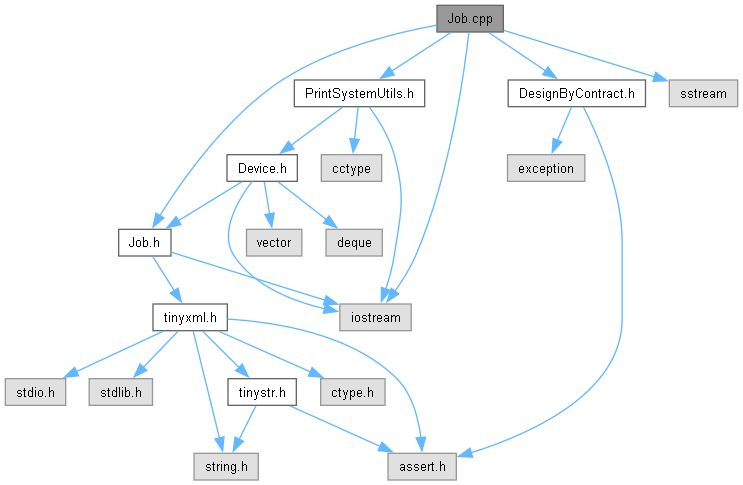 Job.cpp
PrintSystemUtils.h
DesignByContract.h
sstream
Device.h
cctype
exception
Job.h
vector
deque
tinyxml.h
iostream
stdio.h
stdlib.h
tinystr.h
ctype.h
string.h
assert.h